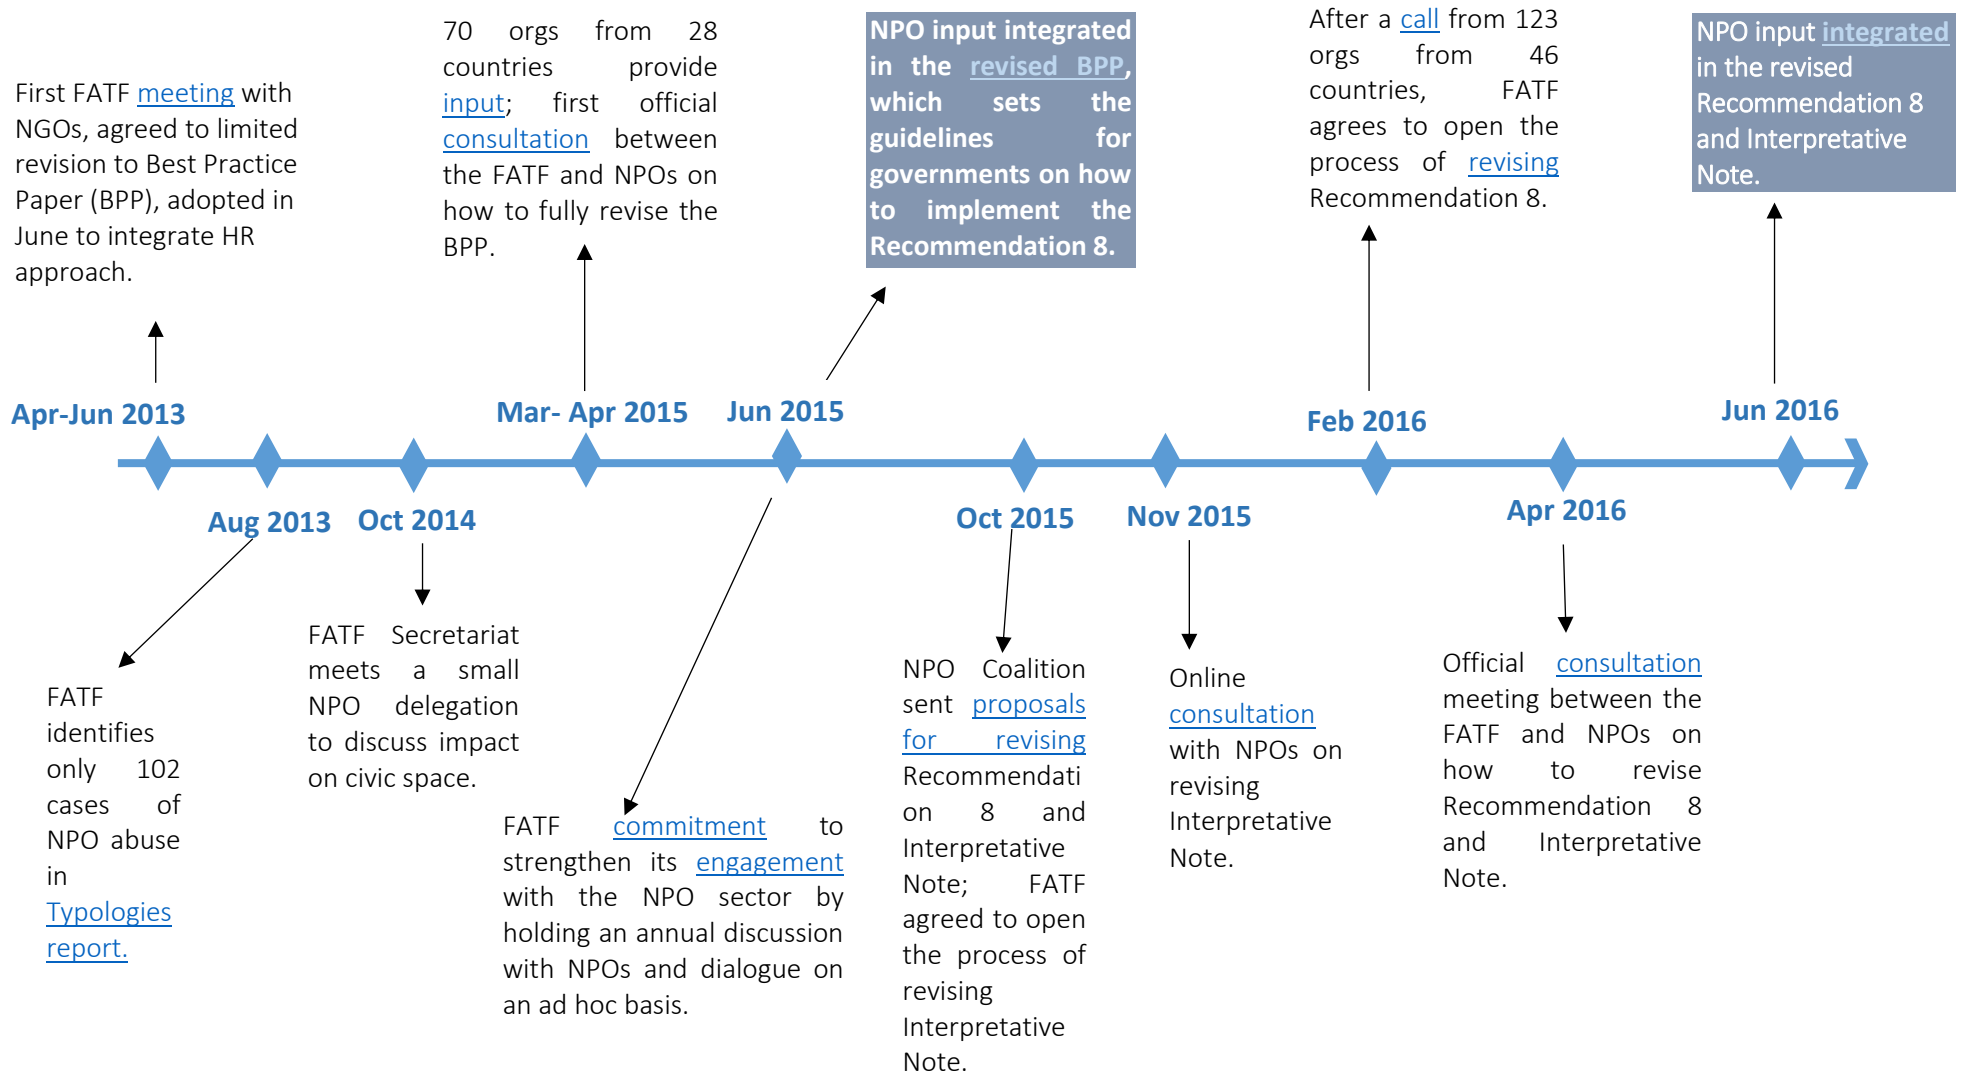 First FATF meeting with
NGOs, agreed to limited
revision to Best Practice
Paper (BPP), adopted in
June to integrate HR
approach.
70 orgs from 28
countries provide
input; first official
consultation between
the FATF and NPOs on
how to fully revise the
BPP.
NPO input integrated
in the revised BPP,
which sets the
guidelines for
governments on how
to implement the
Recommendation 8.
After a call from 123
orgs from 46
countries, FATF
agrees to open the
process of revising
Recommendation 8.
NPO input integrated
in the revised
Recommendation 8
and Interpretative
Note.
Apr-Jun 2013
Mar- Apr 2015
Jun 2015
Feb 2016
Jun 2016
Aug 2013
Oct 2014
Oct 2015
Nov 2015
Apr 2016
FATF
identifies
only 102
cases of
NPO abuse
in
Typologies
report.
FATF Secretariat
meets a small
NPO delegation
to discuss impact
on civic space.
FATF commitment to
strengthen its engagement
with the NPO sector by
holding an annual discussion
with NPOs and dialogue on
an ad hoc basis.
NPO Coalition
sent proposals
for revising
Recommendati
on 8 and
Interpretative
Note; FATF
agreed to open
the process of
revising
Interpretative
Note.
Online
consultation
with NPOs on
revising
Interpretative
Note.
Official consultation
meeting between the
FATF and NPOs on
how to revise
Recommendation 8
and Interpretative
Note.